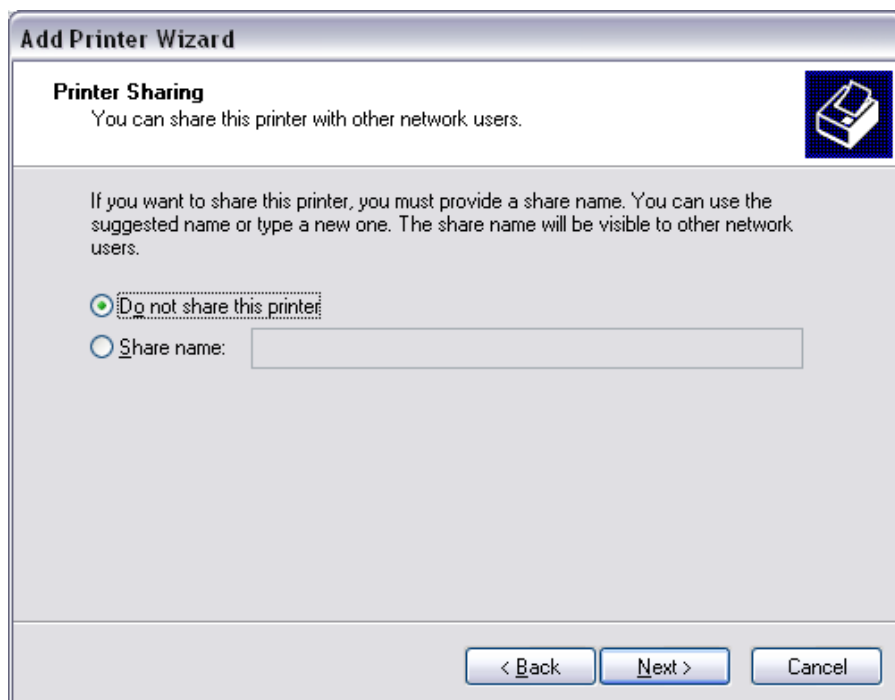 Add Printer Wizard
Printer Sharing
You can share this printer with other network users.
If you want to share this printer, you must provide a share name. You can use the
suggested name or type a new one. The share name will be visible to other network
users.
Do not share this printer
Share name:
< Back Next > Cancel